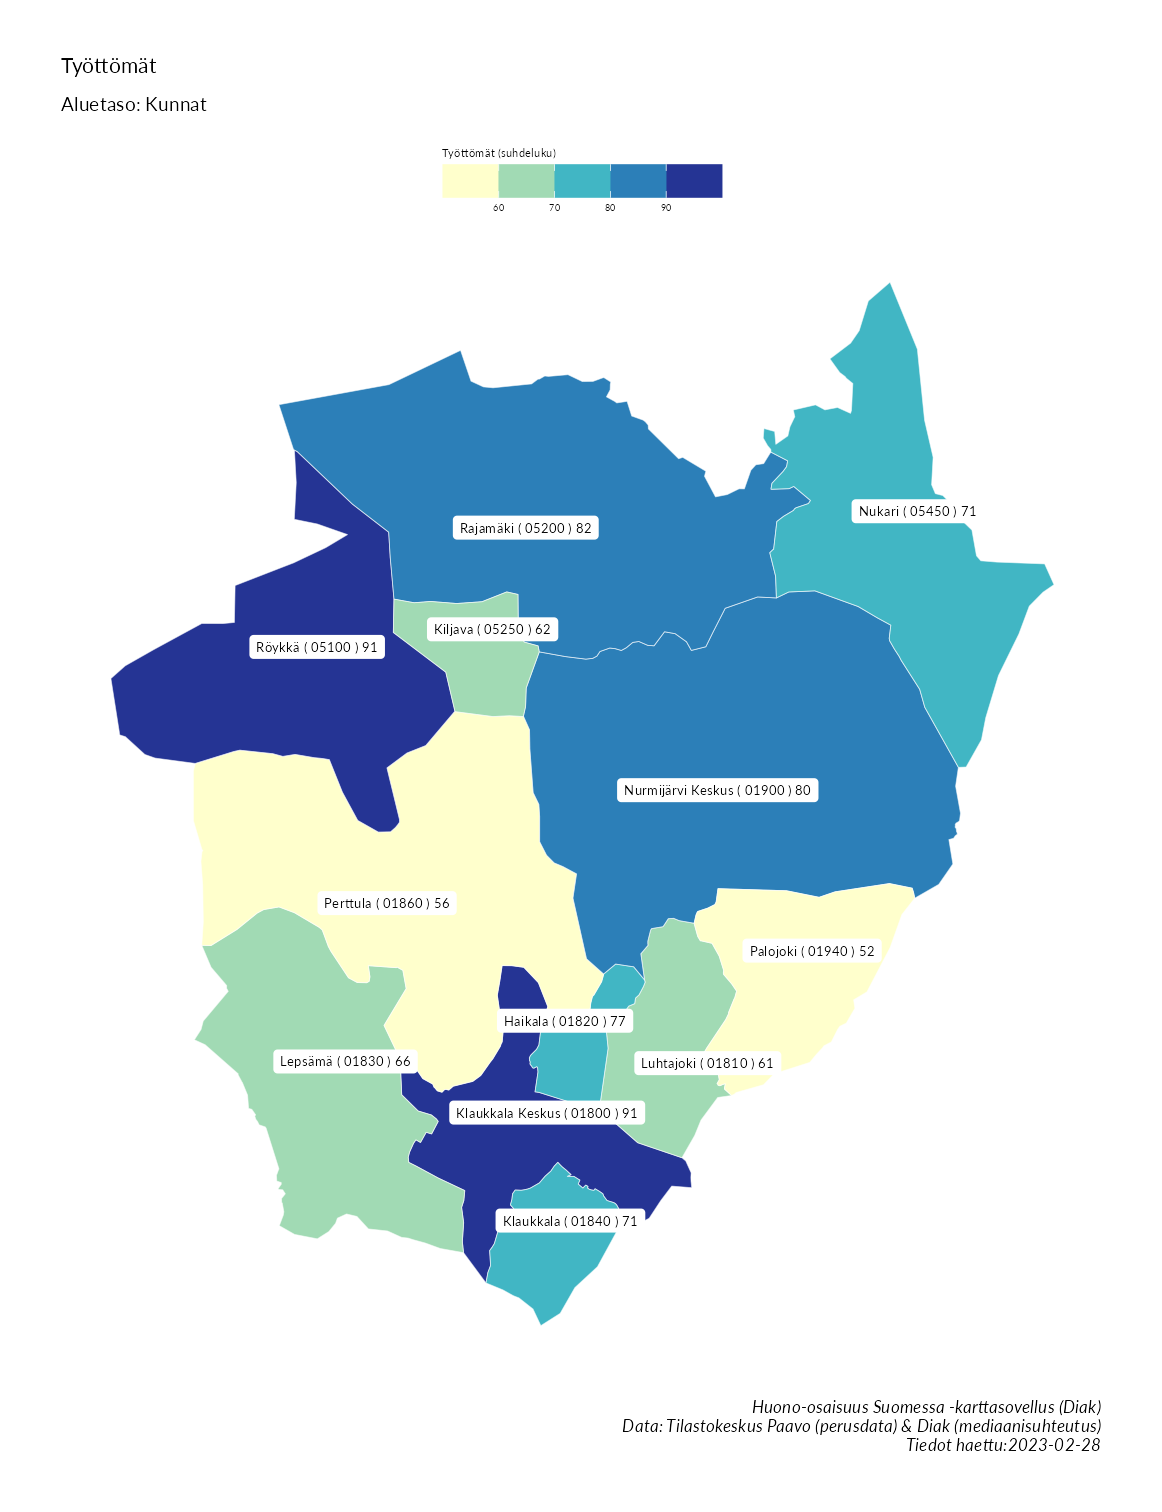 Työttömät
Aluetaso: Kunnat
Työttömät (suhdeluku)
60 70 80 90
Nukari ( 05450 ) 71
Rajamäki ( 05200 ) 82
Kiljava ( 05250 ) 62
Röykkä ( 05100 ) 91
Nurmijärvi Keskus ( 01900 ) 80
Perttula ( 01860 ) 56
Palojoki ( 01940 ) 52
Haikala ( 01820 ) 77
Lepsämä ( 01830 ) 66
Luhtajoki ( 01810 ) 61
Klaukkala Keskus ( 01800 ) 91
Klaukkala ( 01840 ) 71
Huono-osaisuus Suomessa -karttasovellus (Diak)
Data: Tilastokeskus Paavo (perusdata) & Diak (mediaanisuhteutus)
Tiedot haettu:2023-02-28